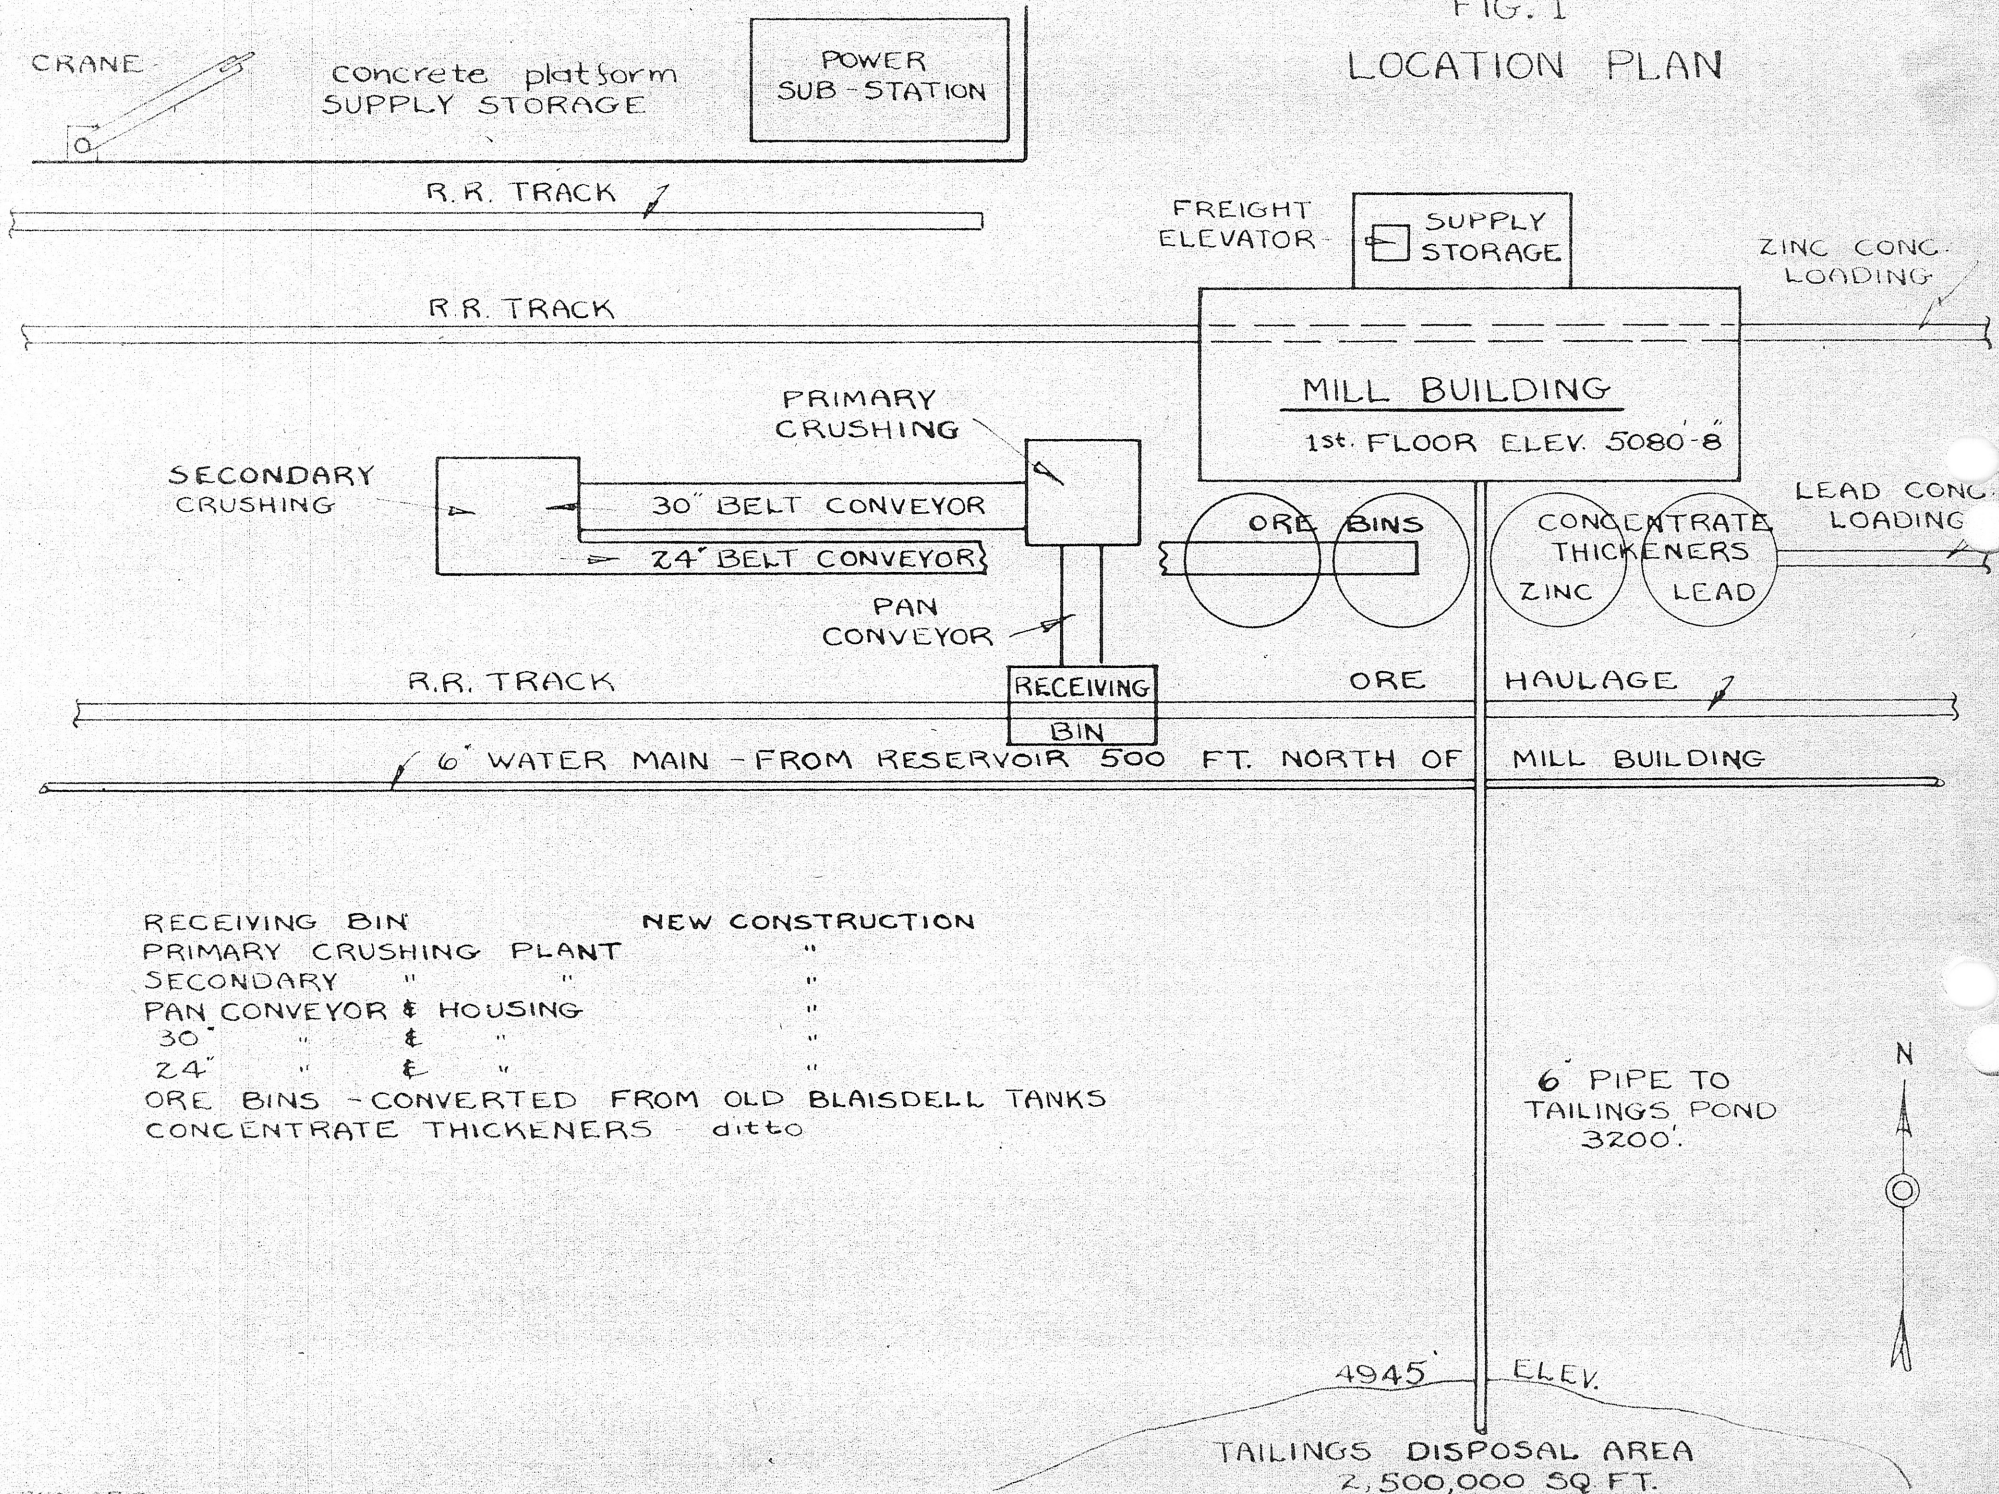 FIG. 1
LOCATION PLAN
CRANE
concrete platform
SUPPLY STORAGE
POWER
SUB-STATION
R.R. TRACK
FREIGHT
ELEVATOR
SUPPLY
STORAGE
ZINC CONC.
LOADING
R.R. TRACK
MILL BUILDING
1st. FLOOR ELEV. 5080'-8"
PRIMARY
CRUSHING
SECONDARY
CRUSHING
30" BELT CONVEYOR
24" BELT CONVEYOR
ORE BINS
CONCENTRATE
THICKENERS
ZINC
LEAD
LEAD CONC.
LOADING
PAN
CONVEYOR
RECEIVING
BIN
R.R. TRACK
ORE HAULAGE
6" WATER MAIN - FROM RESERVOIR 500 FT. NORTH OF MILL BUILDING
RECEIVING BIN NEW CONSTRUCTION
PRIMARY CRUSHING PLANT "
SECONDARY " " "
PAN CONVEYOR & HOUSING "
30" " & " "
24" " & " "
ORE BINS - CONVERTED FROM OLD BLAISDELL TANKS
CONCENTRATE THICKENERS - ditto
6" PIPE TO
TAILINGS POND
3200'.
N
4945' ELEV.
TAILINGS DISPOSAL AREA
2,500,000 SQ. FT.